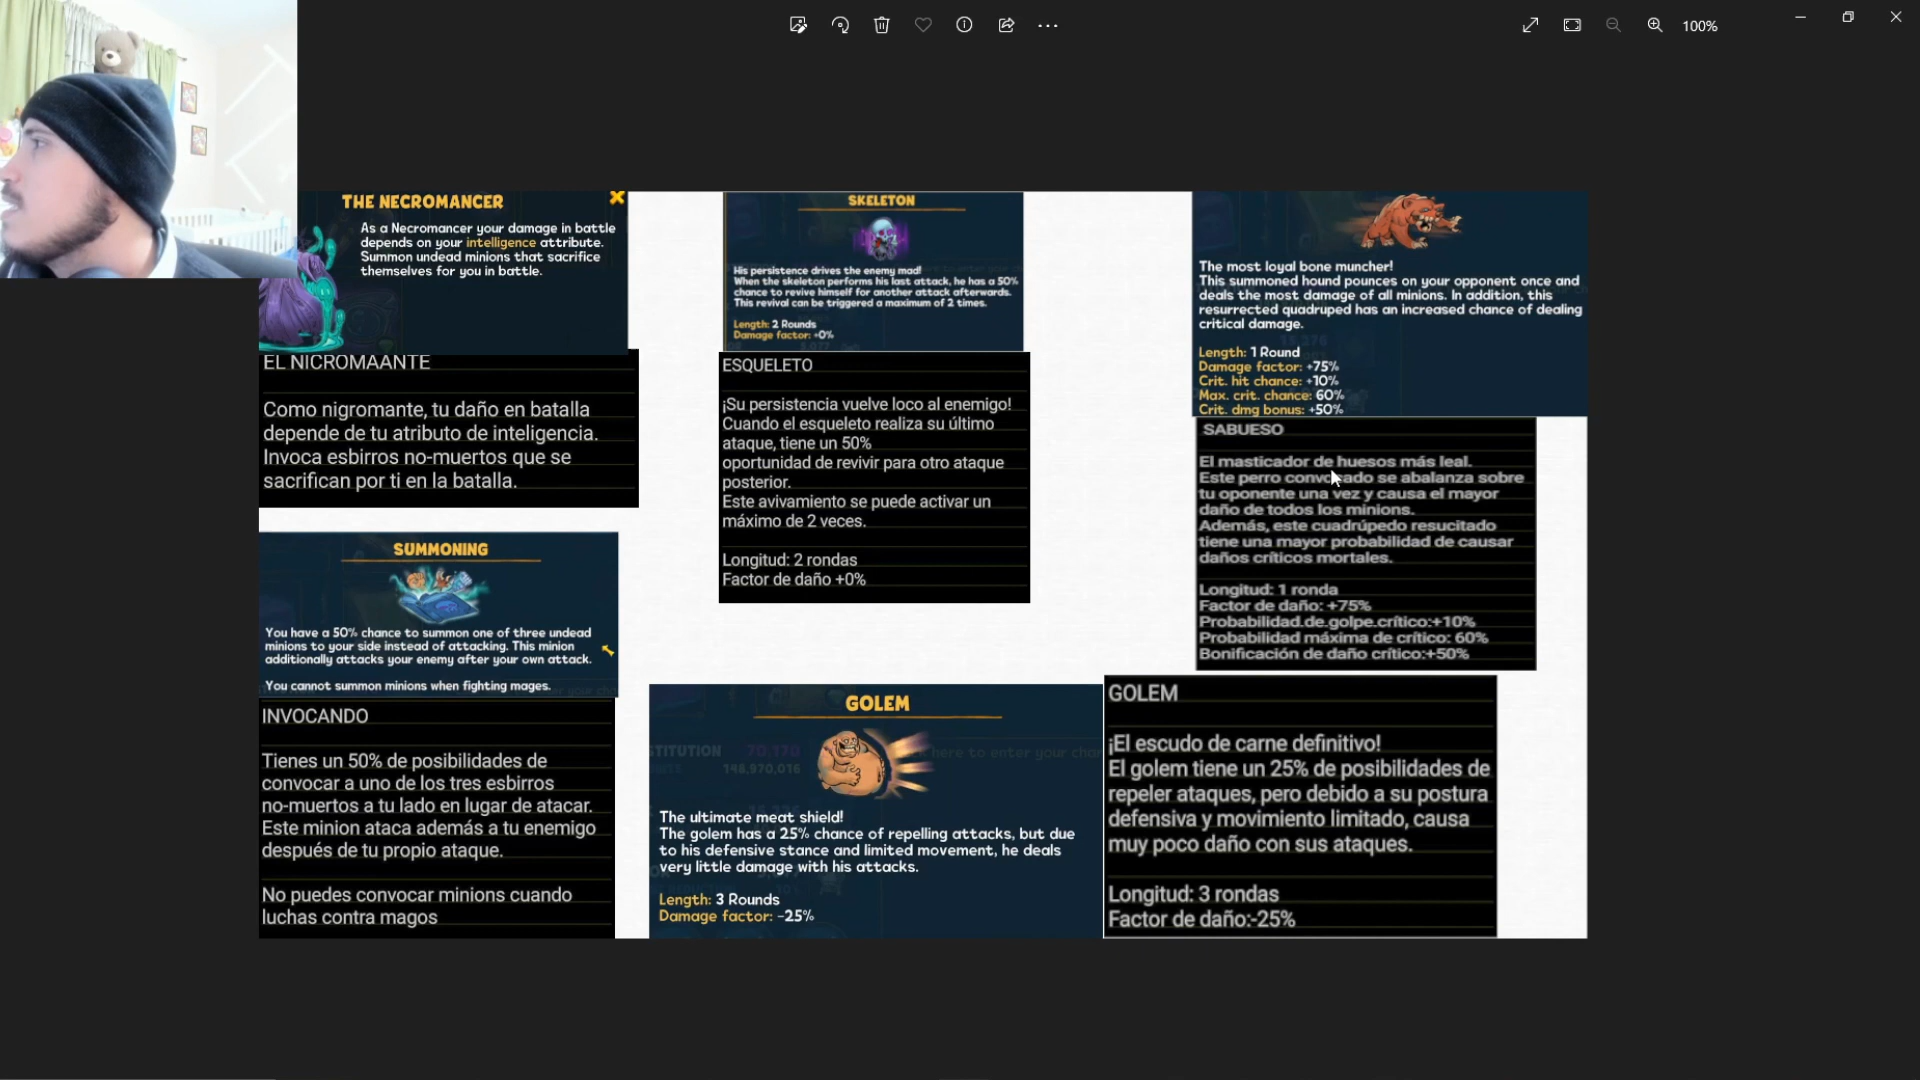 100%
THE NECROMANCER
As a Necromancer your damage in battle
depends on your intelligence attribute.
Summon undead minions that sacrifice
themselves for you in battle.
EL NICROMAANTE
Como nigromante, tu daño en batalla
depende de tu atributo de inteligencia.
Invoca esbirros no-muertos que se
sacrifican por ti en la batalla.
SUMMONING
You have a 50% chance to summon one of three undead
minions to your side instead of attacking. This minion
additionally attacks your enemy after your own attack.
You cannot summon minions when fighting mages.
INVOCANDO
Tienes un 50% de posibilidades de
convocar a uno de los tres esbirros
no-muertos a tu lado en lugar de atacar.
Este minion ataca además a tu enemigo
después de tu propio ataque.
No puedes convocar minions cuando
luchas contra magos
SKELETON
His persistence drives the enemy mad!
When the skeleton performs his last attack, he has a 50%
chance to revive himself for another attack afterwards.
This revival can be triggered a maximum of 2 times.
Length: 2 Rounds
Damage factor: +0%
ESQUELETO
¡Su persistencia vuelve loco al enemigo!
Cuando el esqueleto realiza su último
ataque, tiene un 50%
oportunidad de revivir para otro ataque
posterior.
Este avivamiento se puede activar un
máximo de 2 veces.
Longitud: 2 rondas
Factor de daño +0%
The most loyal bone muncher!
This summoned hound pounces on your opponent once and
deals the most damage of all minions. In addition, this
resurrected quadruped has an increased chance of dealing
critical damage.
Length: 1 Round
Damage factor: +75%
Crit. hit chance: +10%
Max. crit. chance: 60%
Crit. dmg bonus: +50%
SABUESO
El masticador de huesos más leal.
Este perro convocado se abalanza sobre
tu oponente una vez y causa el mayor
daño de todos los minions.
Además, este cuadrúpedo resucitado
tiene una mayor probabilidad de causar
daños críticos mortales.
Longitud: 1 ronda
Factor de daño: +75%
Probabilidad.de.golpe.crítico:+10%
Probabilidad máxima de crítico: 60%
Bonificación de daño crítico:+50%
GOLEM
TITUTION 70,170 here to enter your char
198,970,016
The ultimate meat shield!
The golem has a 25% chance of repelling attacks, but due
to his defensive stance and limited movement, he deals
very little damage with his attacks.
Length: 3 Rounds
Damage factor: -25%
GOLEM
¡El escudo de carne definitivo!
El golem tiene un 25% de posibilidades de
repeler ataques, pero debido a su postura
defensiva y movimiento limitado, causa
muy poco daño con sus ataques.
Longitud: 3 rondas
Factor de daño:-25%